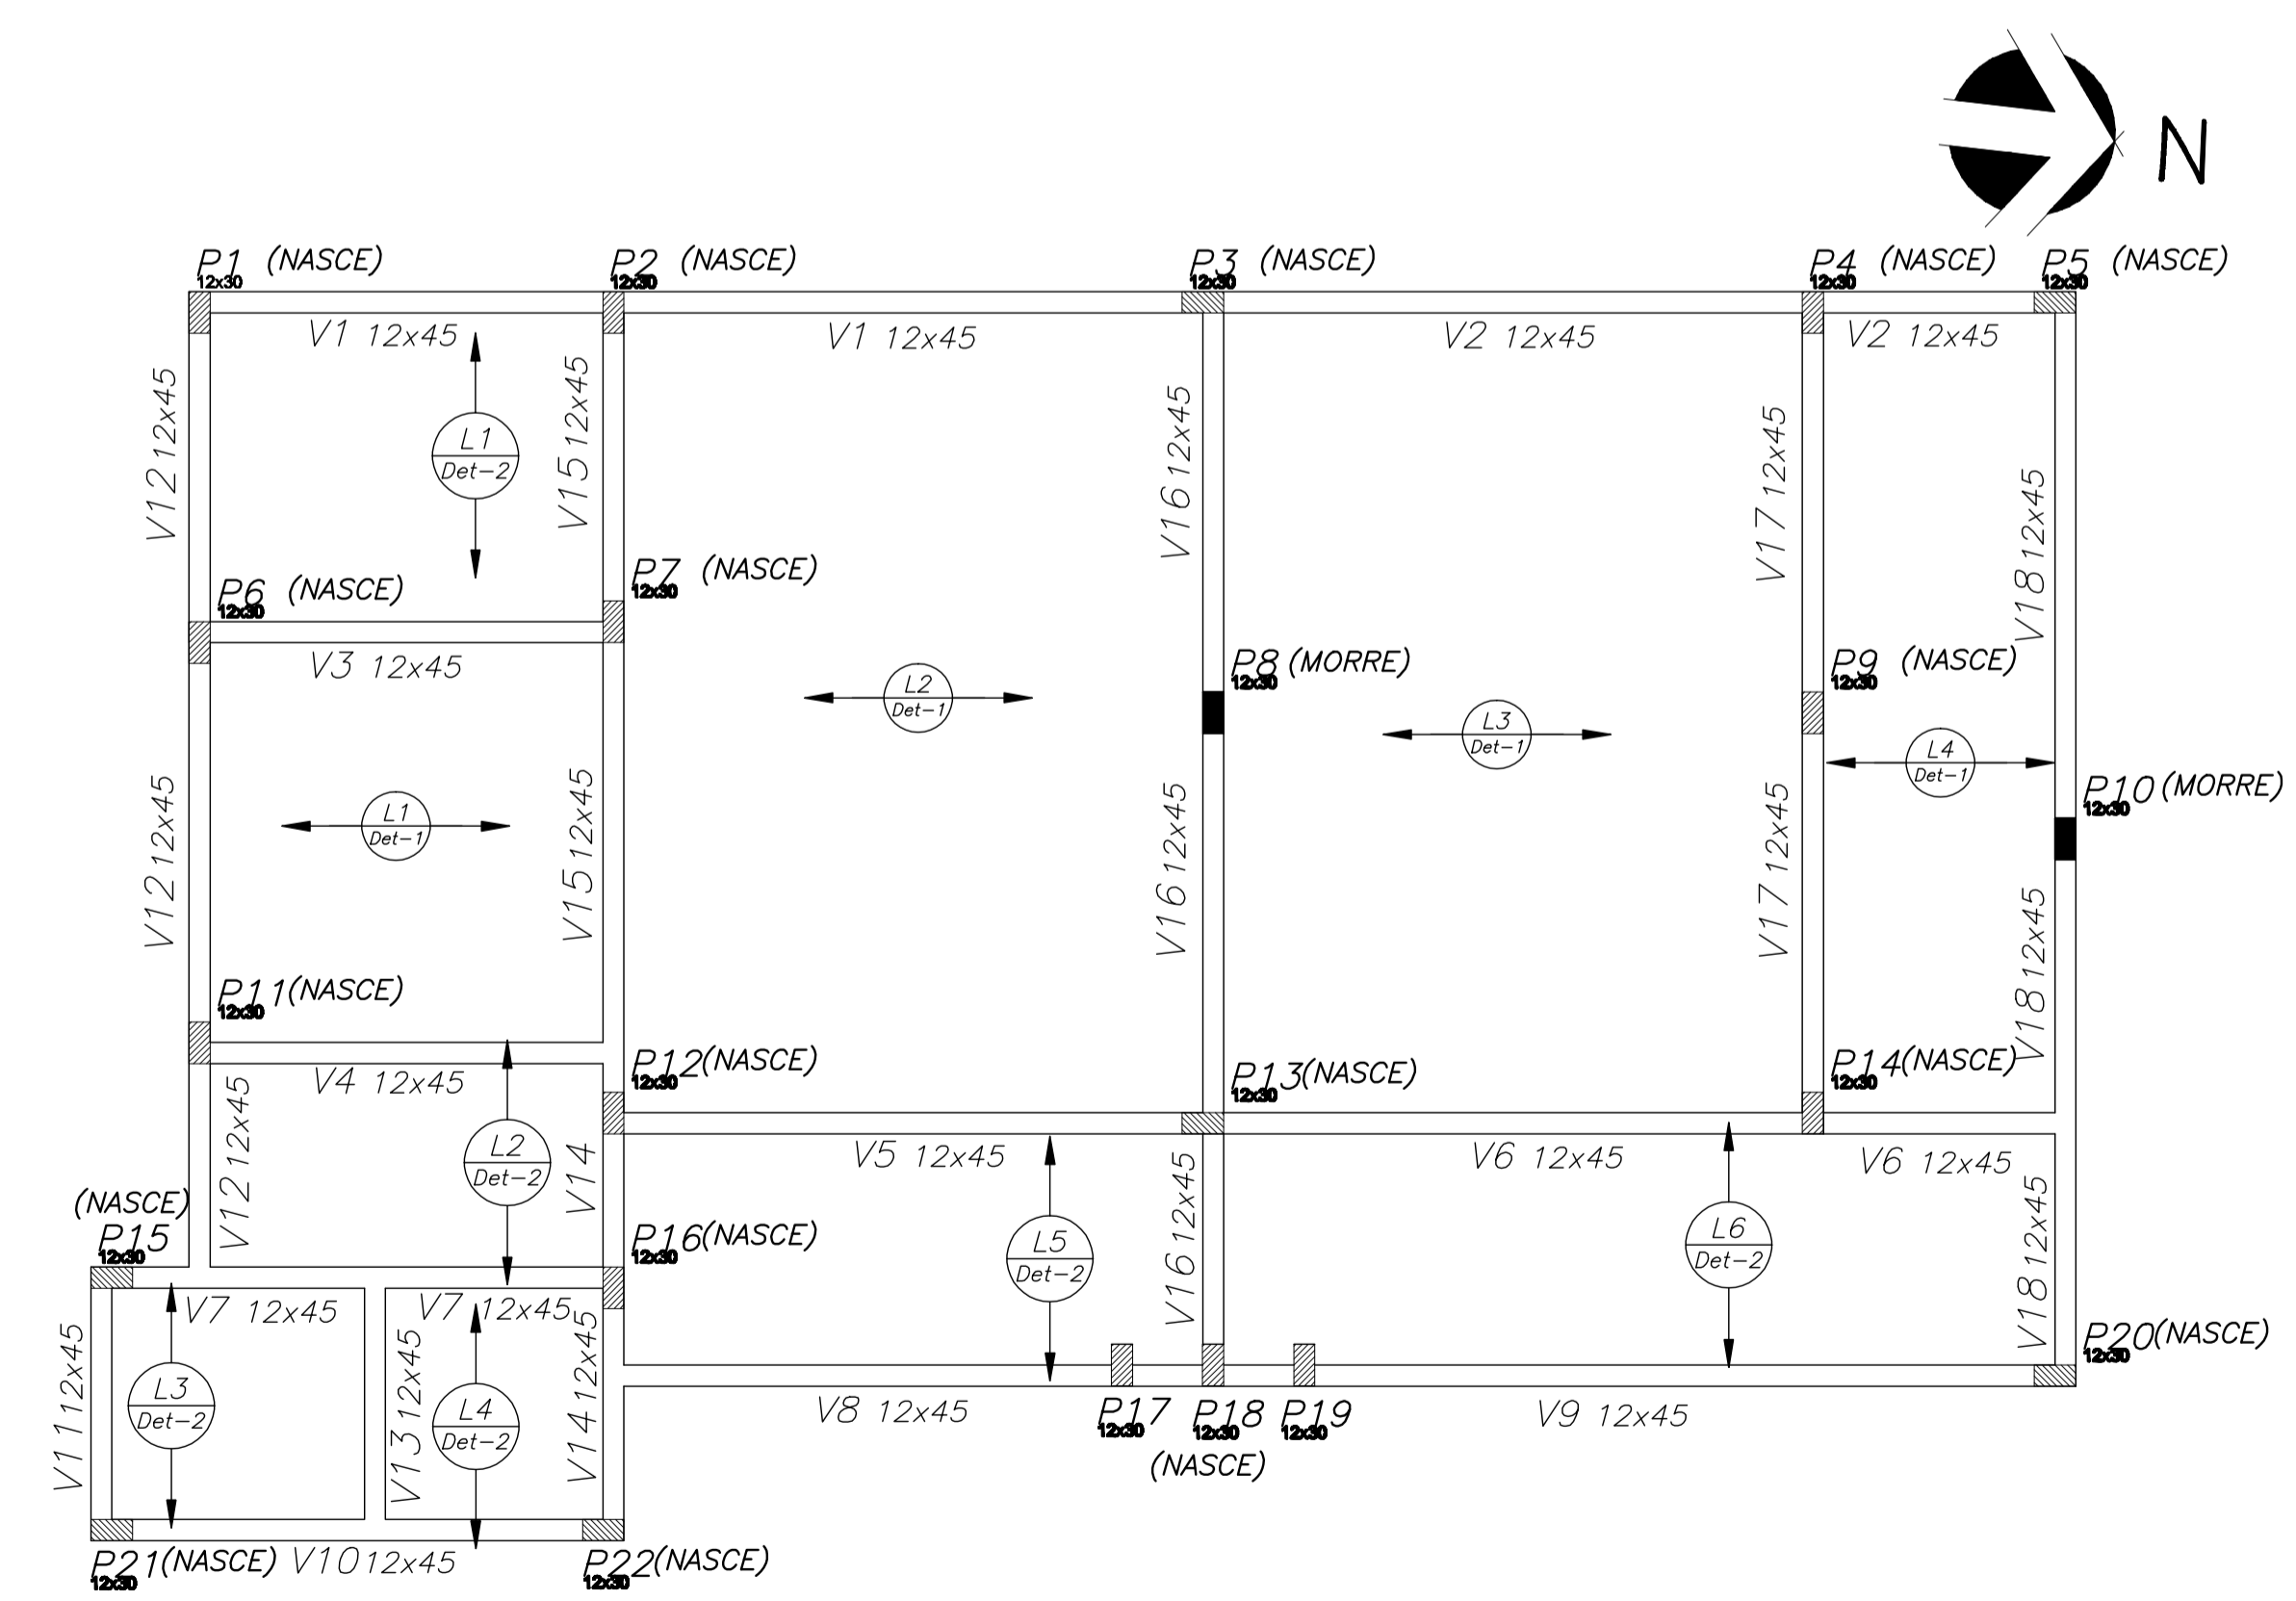 N
P1 (NASCE)
12x30
P2 (NASCE)
12x30
P3 (NASCE)
12x30
P4 (NASCE)
12x30
P5 (NASCE)
12x30
V1 12x45
V1 12x45
V2 12x45
V2 12x45
V12 12x45
L1
Det-2
V15 12x45
V16 12x45
V17 12x45
V18 12x45
P6 (NASCE)
12x30
P7 (NASCE)
12x30
V3 12x45
L2
Det-1
P8 (MORRE)
12x30
L3
Det-1
P9 (NASCE)
12x30
L4
Det-1
P10 (MORRE)
12x30
V12 12x45
L1
Det-1
V15 12x45
V16 12x45
V17 12x45
V18 12x45
P11 (NASCE)
12x30
P12 (NASCE)
12x30
P13 (NASCE)
12x30
P14 (NASCE)
12x30
V4 12x45
V12 12x45
L2
Det-2
V14
V5 12x45
V6 12x45
V6 12x45
(NASCE)
P15
12x30
P16 (NASCE)
12x30
L5
Det-2
V16 12x45
L6
Det-2
V18 12x45
V7 12x45
V7 12x45
P20 (NASCE)
12x30
V11 12x45
L3
Det-2
V13 12x45
L4
Det-2
V14 12x45
V8 12x45
P17
12x30
P18
12x30
(NASCE)
P19
12x30
V9 12x45
P21 (NASCE)
12x30
V10 12x45
P22 (NASCE)
12x30